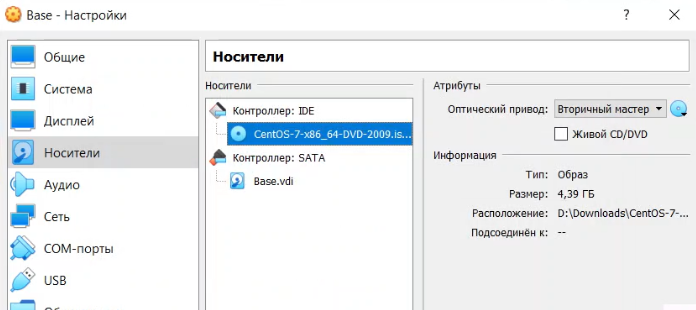 Base - Настройки ?
Общие
Система
Дисплей
Носители
Аудио
Сеть
COM-порты
USB
Носители
Носители
Контроллер: IDE
CentOS-7-x86_64-DVD-2009.is...
Контроллер: SATA
Base.vdi
Атрибуты
Оптический привод: Вторичный мастер
Живой CD/DVD
Информация
Тип: Образ
Размер: 4,39 ГБ
Расположение: D:\Downloads\CentOS-7-...
Подсоединён к: --